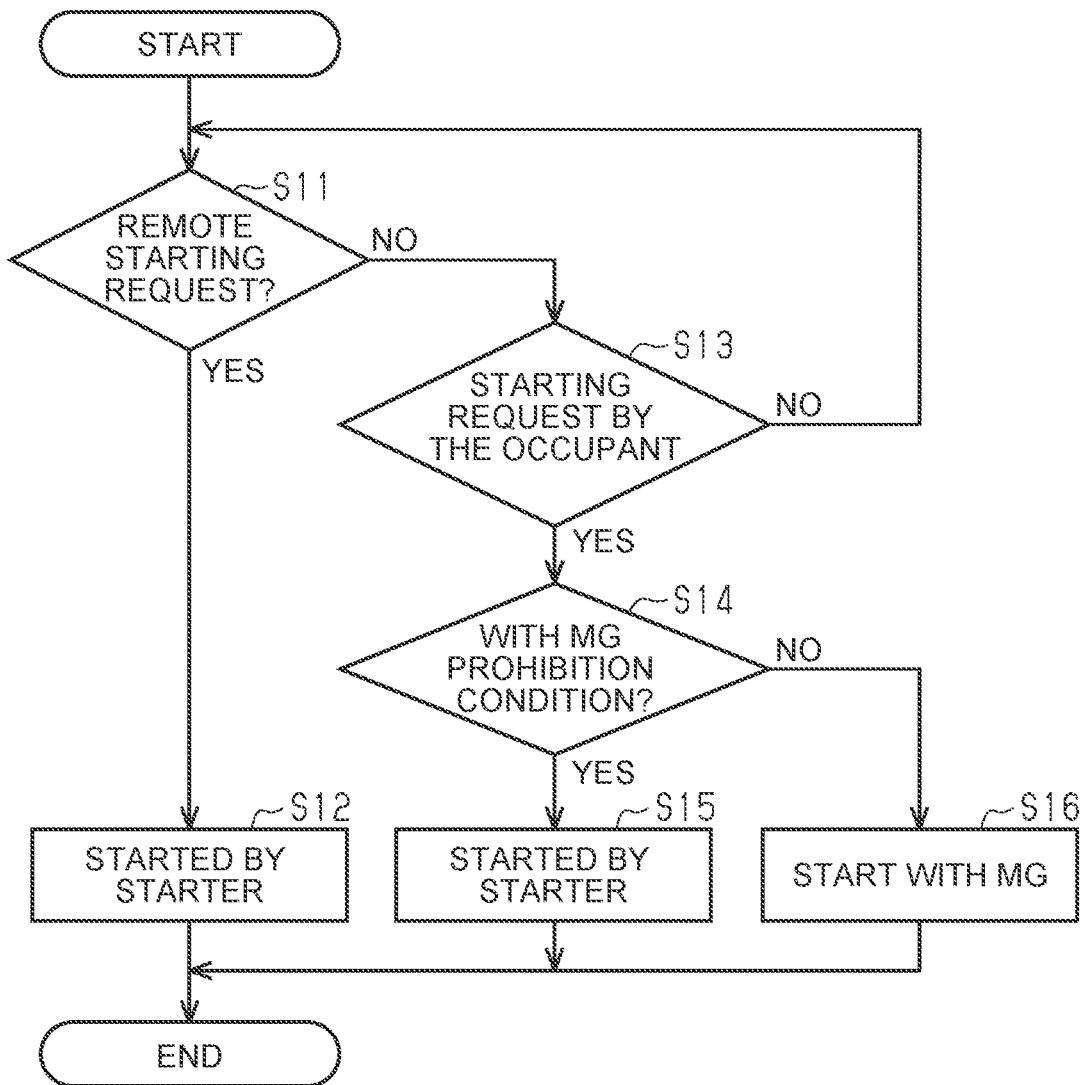 START
S11
REMOTE
STARTING
REQUEST?
NO
YES
S13
STARTING
REQUEST BY
THE OCCUPANT
NO
YES
S14
WITH MG
PROHIBITION
CONDITION?
NO
YES
S12
STARTED BY
STARTER
S15
STARTED BY
STARTER
S16
START WITH MG
END